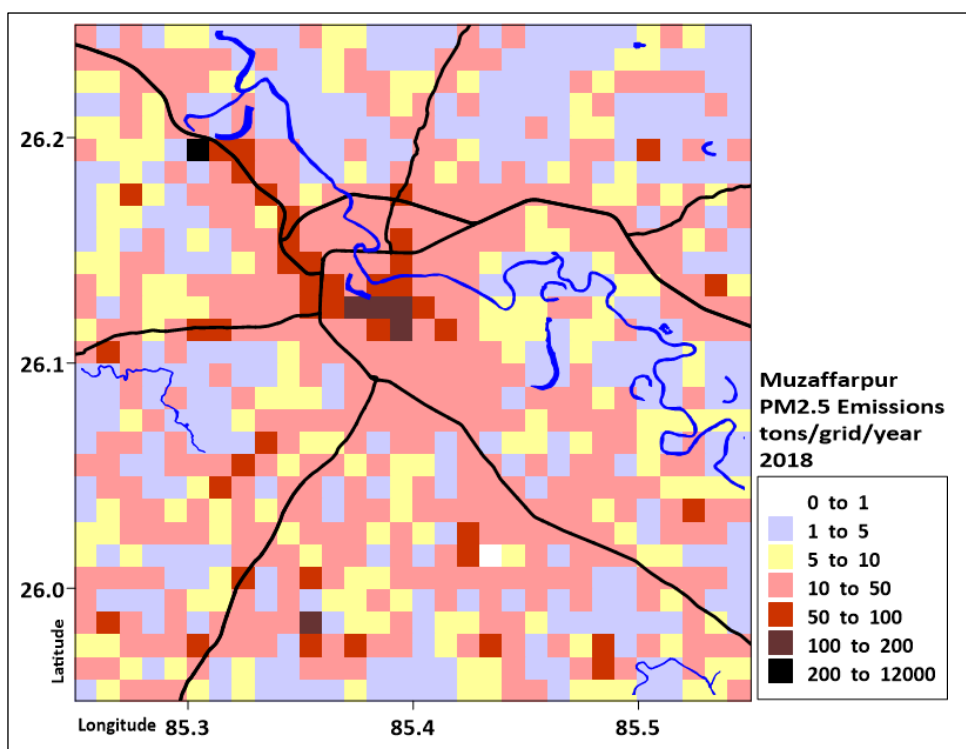 26.2
26.1
26.0
Latitude
Longitude
85.3
85.4
85.5
Muzaffarpur
PM2.5 Emissions
tons/grid/year
2018
0 to 1
1 to 5
5 to 10
10 to 50
50 to 100
100 to 200
200 to 12000